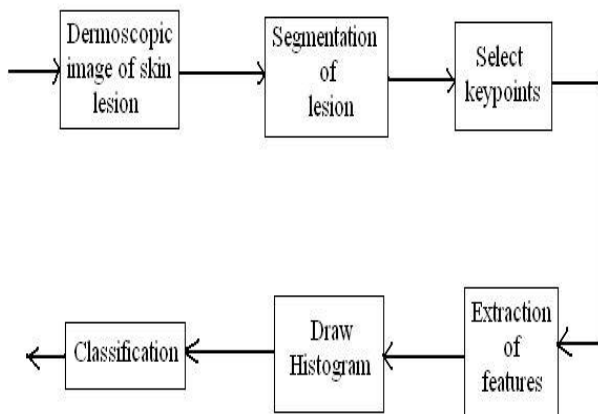 Dermoscopic
image of skin
lesion
Segmentation
of
lesion
Select
keypoints
Extraction
of
features
Draw
Histogram
Classification